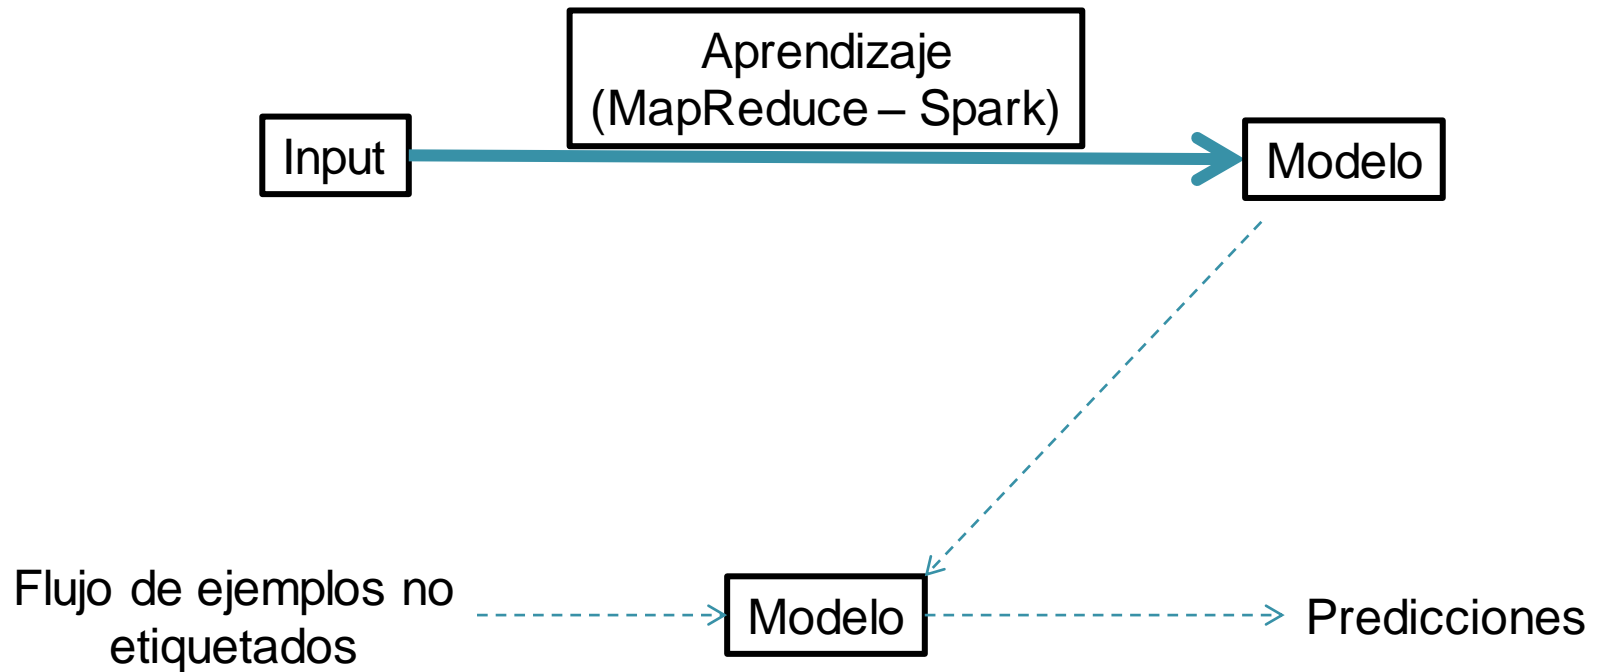 Aprendizaje
(MapReduce – Spark)
Input
Modelo
Flujo de ejemplos no
etiquetados
Modelo
Predicciones